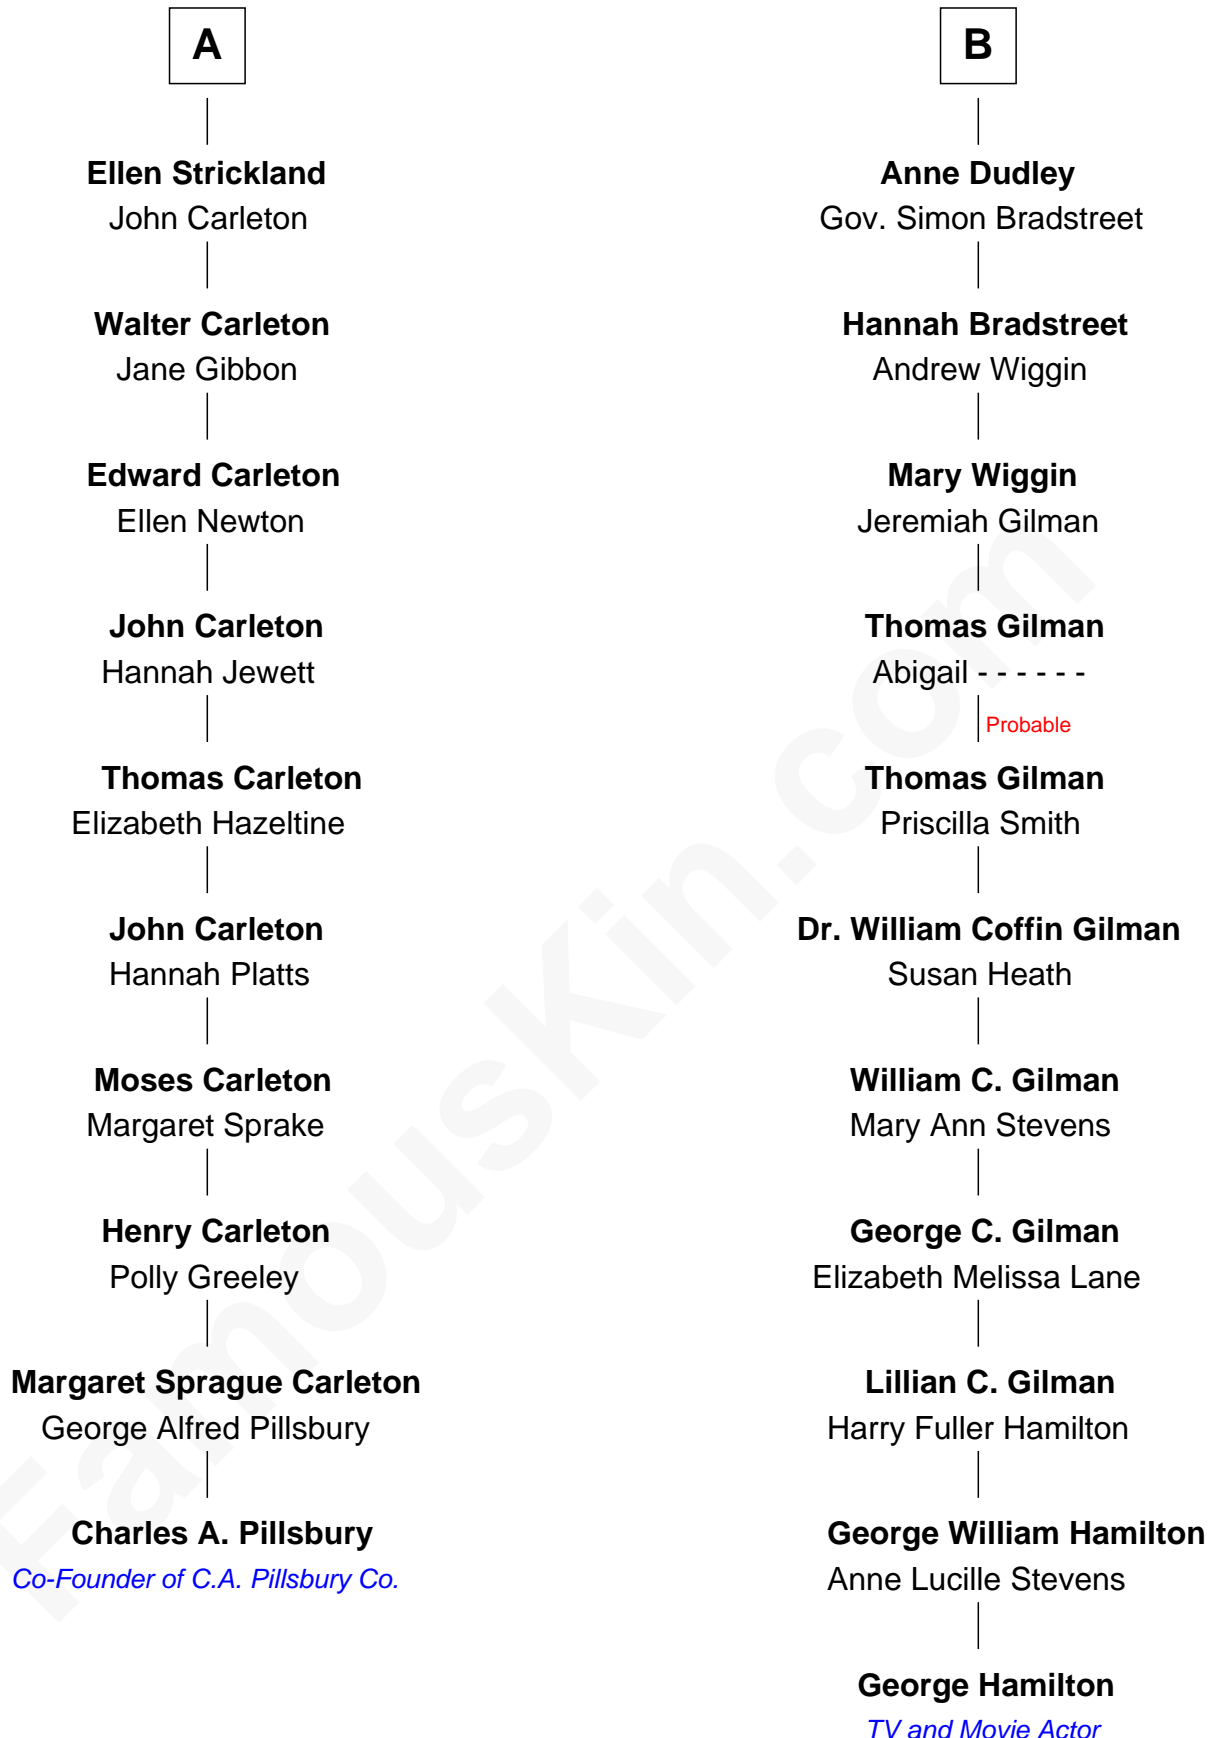 A
Ellen Strickland
John Carleton
Walter Carleton
Jane Gibbon
Edward Carleton
Ellen Newton
John Carleton
Hannah Jewett
Thomas Carleton
Elizabeth Hazeltine
John Carleton
Hannah Platts
Moses Carleton
Margaret Sprake
Henry Carleton
Polly Greeley
Margaret Sprague Carleton
George Alfred Pillsbury
Charles A. Pillsbury
Co-Founder of C.A. Pillsbury Co.
B
Anne Dudley
Gov. Simon Bradstreet
Hannah Bradstreet
Andrew Wiggin
Mary Wiggin
Jeremiah Gilman
Thomas Gilman
Abigail - - - - - -
Probable
Thomas Gilman
Priscilla Smith
Dr. William Coffin Gilman
Susan Heath
William C. Gilman
Mary Ann Stevens
George C. Gilman
Elizabeth Melissa Lane
Lillian C. Gilman
Harry Fuller Hamilton
George William Hamilton
Anne Lucille Stevens
George Hamilton
TV and Movie Actor
FamousKin.com